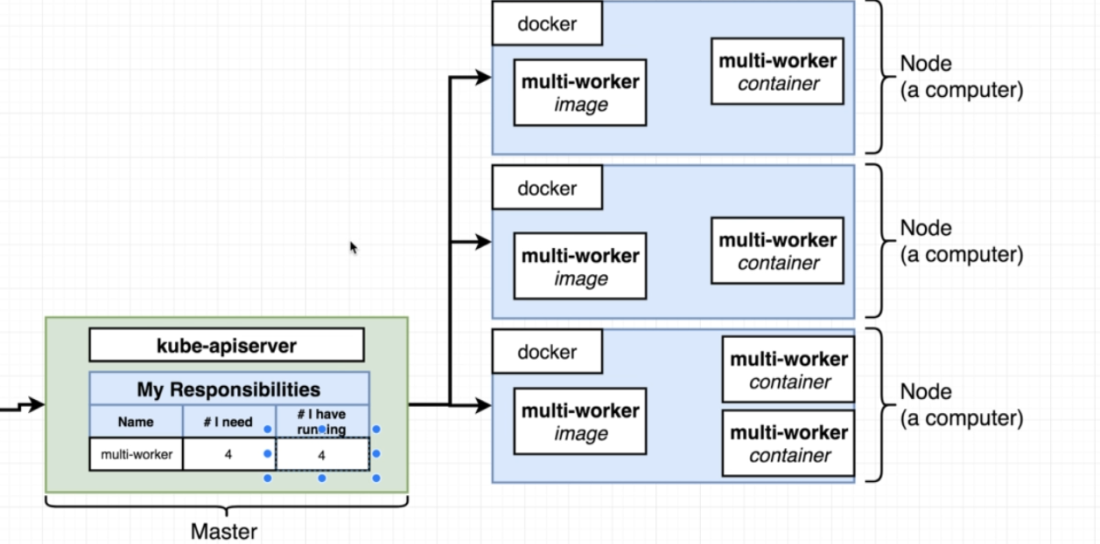 docker
multi-worker
image
multi-worker
container
Node
(a computer)
docker
multi-worker
image
multi-worker
container
Node
(a computer)
kube-apiserver
My Responsibilities
Name
# I need
# I have
running
multi-worker
4
4
Master
docker
multi-worker
image
multi-worker
container
multi-worker
container
Node
(a computer)